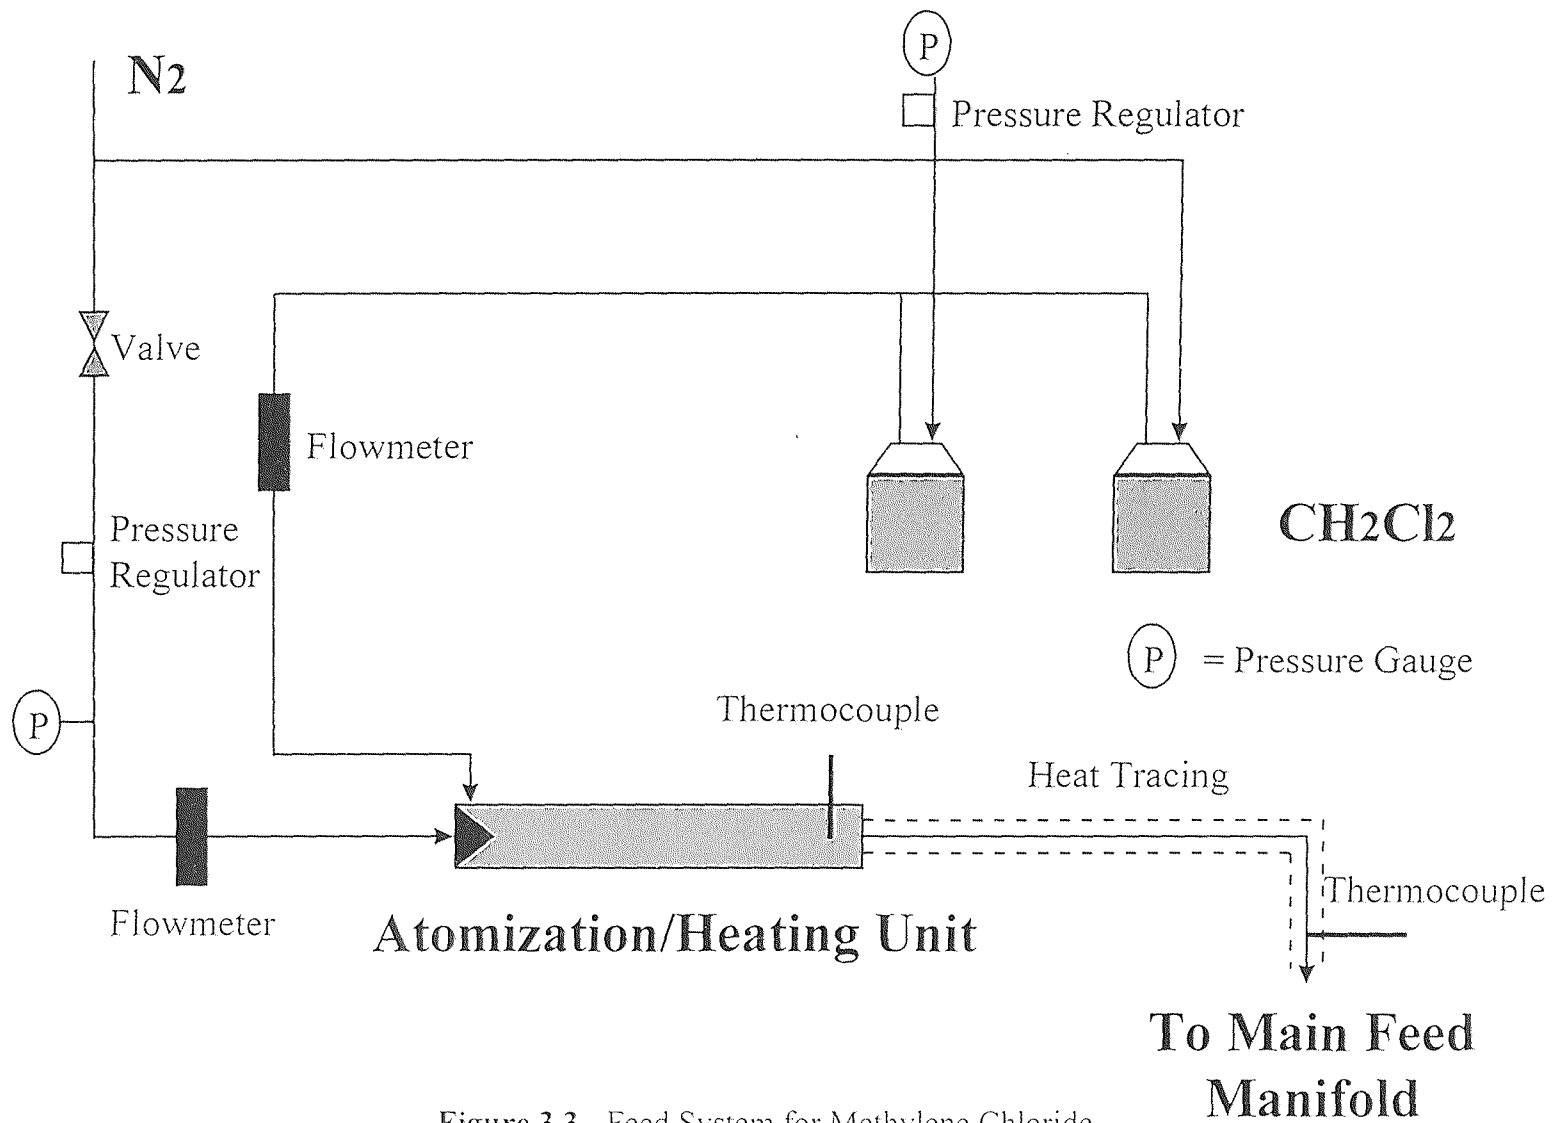 P
N2
Pressure Regulator
Valve
Flowmeter
Pressure
Regulator
CH2Cl2
P = Pressure Gauge
P
Thermocouple
Heat Tracing
Thermocouple
Flowmeter
Atomization/Heating Unit
To Main Feed
Manifold
Figure 3.3 Feed System for Methylene Chloride